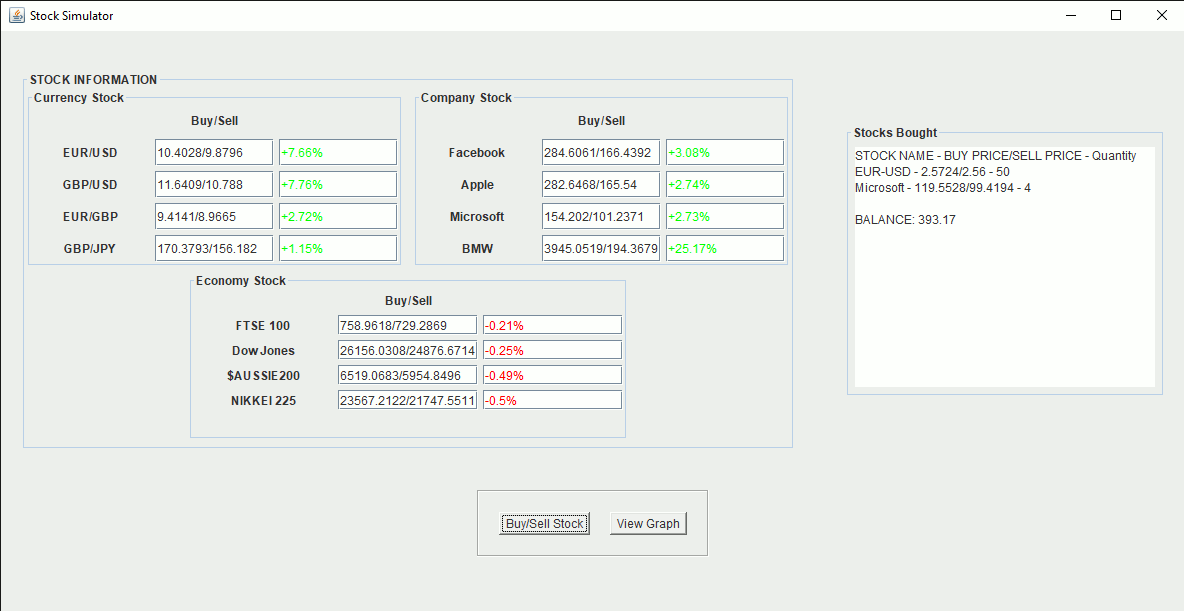 Stock Simulator
STOCK INFORMATION
Currency Stock
Buy/Sell
EUR/USD 10.4028/9.8796 +7.66%
GBP/USD 11.6409/10.788 +7.76%
EUR/GBP 9.4141/8.9665 +2.72%
GBP/JPY 170.3793/156.182 +1.15%
Company Stock
Buy/Sell
Facebook 284.6061/166.4392 +3.08%
Apple 282.6468/165.54 +2.74%
Microsoft 154.202/101.2371 +2.73%
BMW 3945.0519/194.3679 +25.17%
Economy Stock
Buy/Sell
FTSE 100 758.9618/729.2869 -0.21%
Dow Jones 26156.0308/24876.6714 -0.25%
$AUSSIE200 6519.0683/5954.8496 -0.49%
NIKKEI 225 23567.2122/21747.5511 -0.5%
Stocks Bought
STOCK NAME - BUY PRICE/SELL PRICE - Quantity
EUR-USD - 2.5724/2.56 - 50
Microsoft - 119.5528/99.4194 - 4
BALANCE: 393.17
Buy/Sell Stock
View Graph